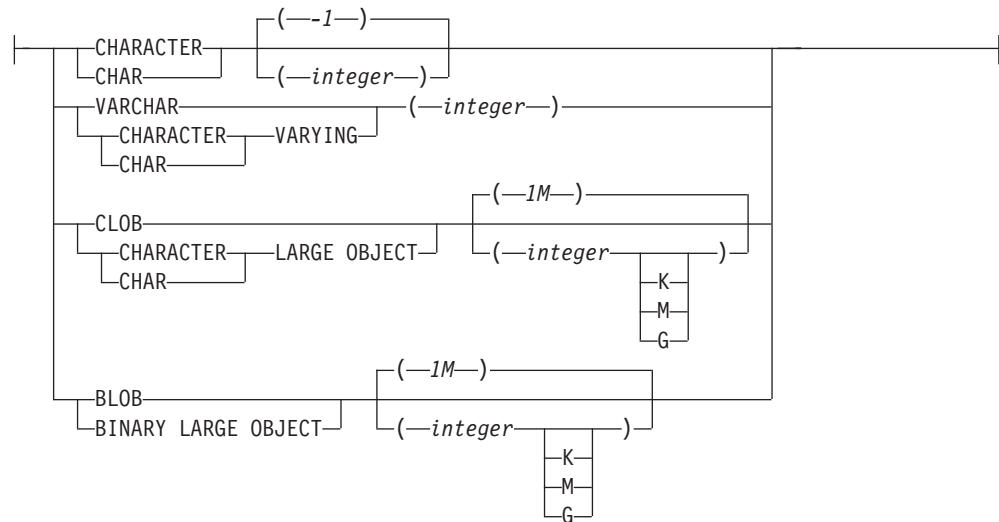 ( -1 )
CHARACTER
CHAR ( integer )
VARCHAR ( integer )
CHARACTER VARYING
CHAR
( 1M )
CLOB
CHARACTER LARGE OBJECT ( integer )
CHAR K
M
G
( 1M )
BLOB
BINARY LARGE OBJECT ( integer )
K
M
G